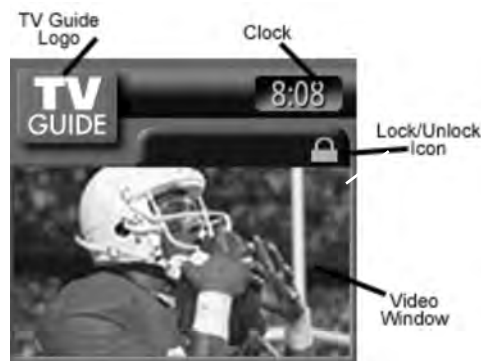 TV Guide
Logo
Clock
TV
GUIDE
8:08
Lock/Unlock
Icon
Video
Window